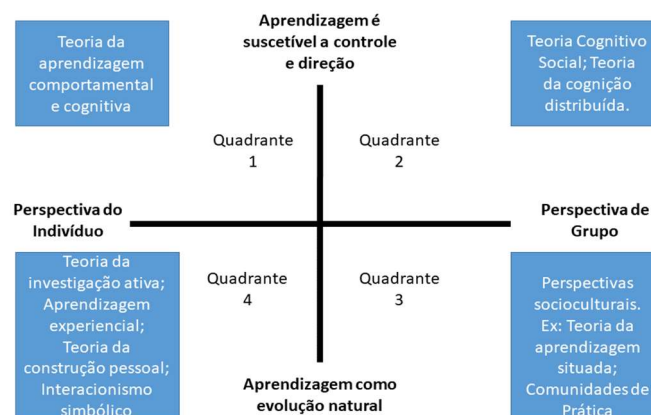 Teoria da
aprendizagem
comportamental
e cognitiva
Aprendizagem é
suscetível a controle
e direção
Teoria Cognitivo
Social; Teoria
da cognição
distribuída.
Quadrante
1
Quadrante
2
Perspectiva do
Indivíduo
Perspectiva de
Grupo
Teoria da
investigação ativa;
Aprendizagem
experiencial;
Teoria da
construção pessoal;
Interacionismo
simbólico
Quadrante
4
Quadrante
3
Perspectivas
socioculturais.
Ex: Teoria da
aprendizagem
situada;
Comunidades de
Prática
Aprendizagem como
evolução natural